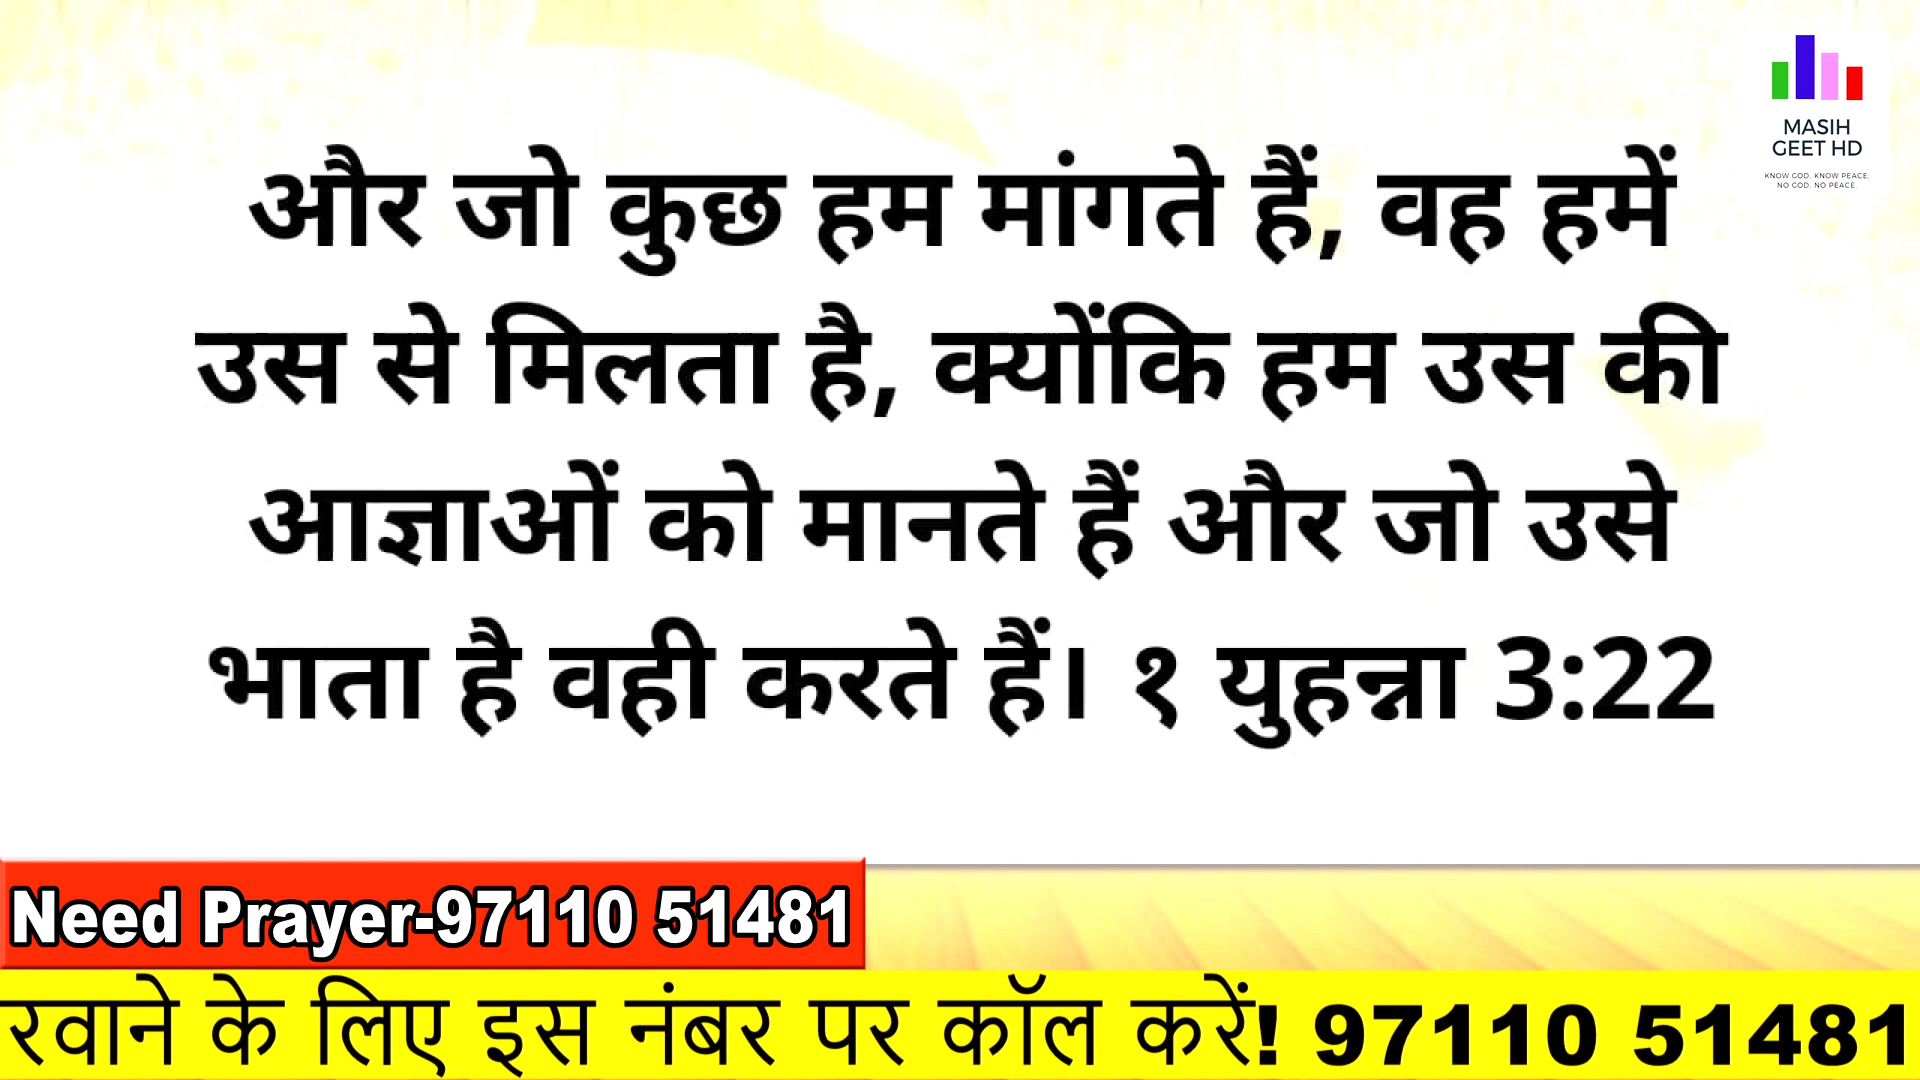 MASIH
GEET HD
KNOW GOD. KNOW PEACE.
NO GOD. NO PEACE.
और जो कुछ हम मांगते हैं, वह हमें
उस से मिलता है, क्योंकि हम उस की
आज्ञाओं को मानते हैं और जो उसे
भाता है वही करते हैं। १ युहन्ना 3:22
Need Prayer-97110 51481
रवाने के लिए इस नंबर पर कॉल करें! 97110 51481